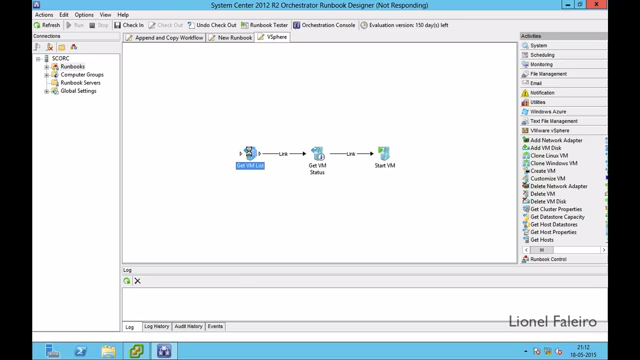 System Center 2012 R2 Orchestrator Runbook Designer (Not Responding)
Actions Options View Help
Refresh Run Stop Check In Check Out Undo Check Out Runbook Tester Orchestration Console Evaluation version: 150 day(s) left
Connections
SCORC
Runbooks
Computer Groups
Runbook Servers
Global Settings
Append and Copy Workflow New Runbook VSphere
Get VM List Link Get VM Status Link Start VM
Activities
System
Scheduling
Monitoring
File Management
Email
Notification
Utilities
Windows Azure
Text File Management
VMware vSphere
Add Network Adapter
Add VM Disk
Clone Linux VM
Clone Windows VM
Create VM
Customize VM
Delete Network Adapter
Delete VM
Delete VM Disk
Get Cluster Properties
Get Datastore Capacity
Get Host Datastores
Get Host Properties
Get Hosts
Runbook Control
Log
Log Log History Audit History Events
Lionel Faleiro
21:12
18-05-2015